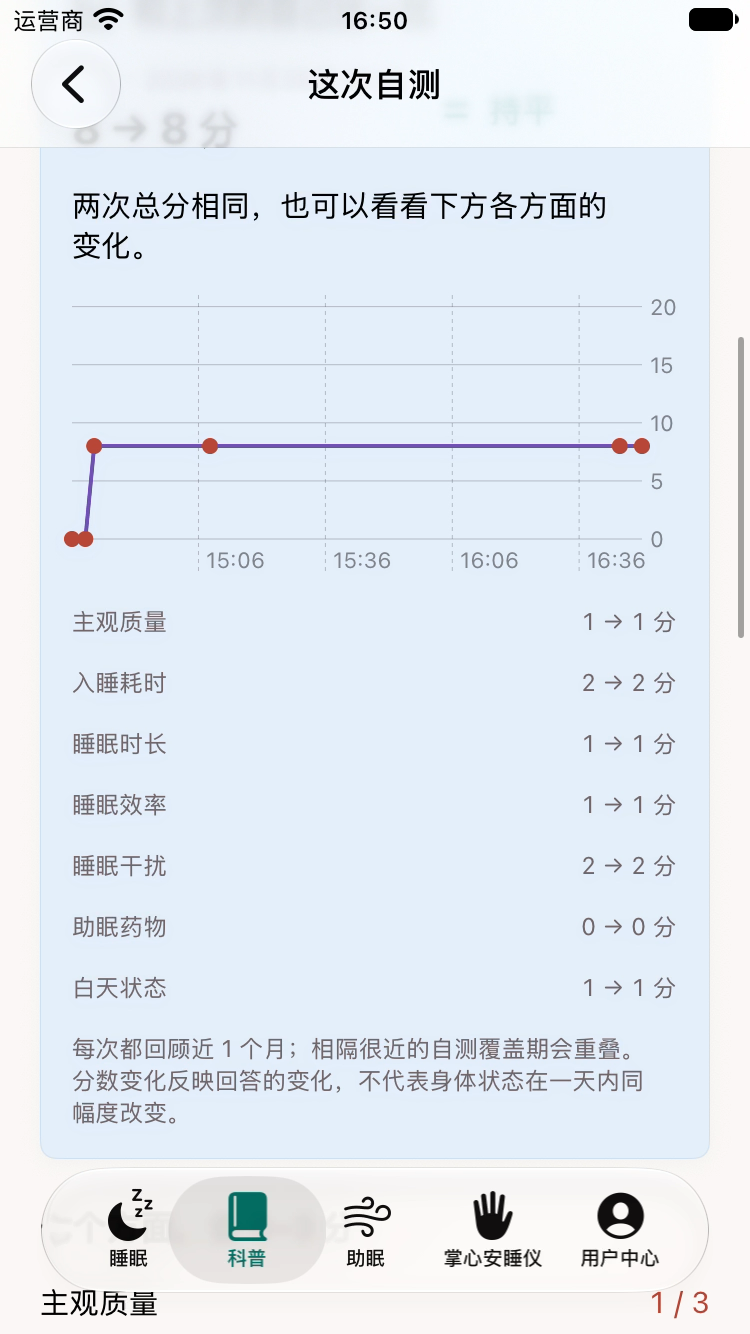 运营商
16:50
这次自测
8 → 8 分
= 持平
两次总分相同，也可以看看下方各方面的
变化。
20
15
10
5
0
15:06
15:36
16:06
16:36
主观质量
1 → 1 分
入睡耗时
2 → 2 分
睡眠时长
1 → 1 分
睡眠效率
1 → 1 分
睡眠干扰
2 → 2 分
助眠药物
0 → 0 分
白天状态
1 → 1 分
每次都回顾近 1 个月；相隔很近的自测覆盖期会重叠。
分数变化反映回答的变化，不代表身体状态在一天内同
幅度改变。
睡眠
科普
助眠
掌心安睡仪
用户中心
主观质量
1 / 3